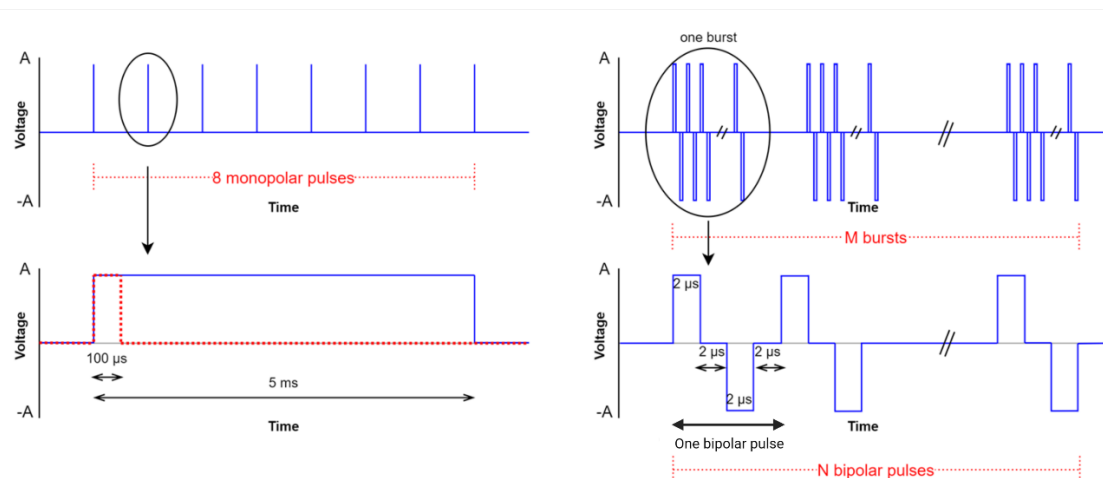 A
Voltage
-A
8 monopolar pulses
Time
A
Voltage
-A
100 µs
5 ms
Time
one burst
A
Voltage
-A
Time
M bursts
A
Voltage
-A
2 µs
2 µs
2 µs
2 µs
Time
One bipolar pulse
N bipolar pulses